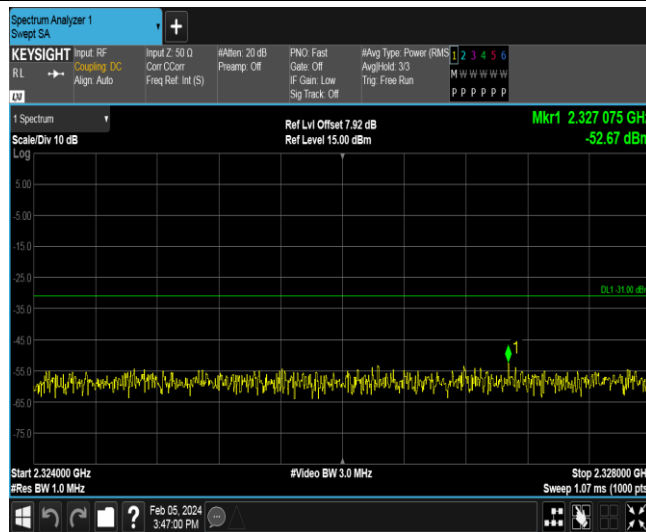 Spectrum Analyzer 1
Swept SA
+
KEYSIGHT
RL
LXI
Input: RF
Coupling: DC
Align: Auto
Input Z: 50 Ω
Corr CCorr
Freq Ref: Int (S)
#Atten: 20 dB
Preamp: Off
PNO: Fast
Gate: Off
IF Gain: Low
Sig Track: Off
#Avg Type: Power (RMS
Avg|Hold: 3/3
Trig: Free Run
1 2 3 4 5 6
M W W W W W
P P P P P P
1 Spectrum
Scale/Div 10 dB
Ref Lvl Offset 7.92 dB
Ref Level 15.00 dBm
Mkr1 2.327 075 GHz
-52.67 dBm
Log
5.00
-5.00
-15.0
-25.0
DL1 -31.00 dBm
-35.0
-45.0
1
-55.0
-65.0
-75.0
Start 2.324000 GHz
#Video BW 3.0 MHz
Stop 2.328000 GHz
#Res BW 1.0 MHz
Sweep 1.07 ms (1000 pts
?
Feb 05, 2024
3:47:00 PM